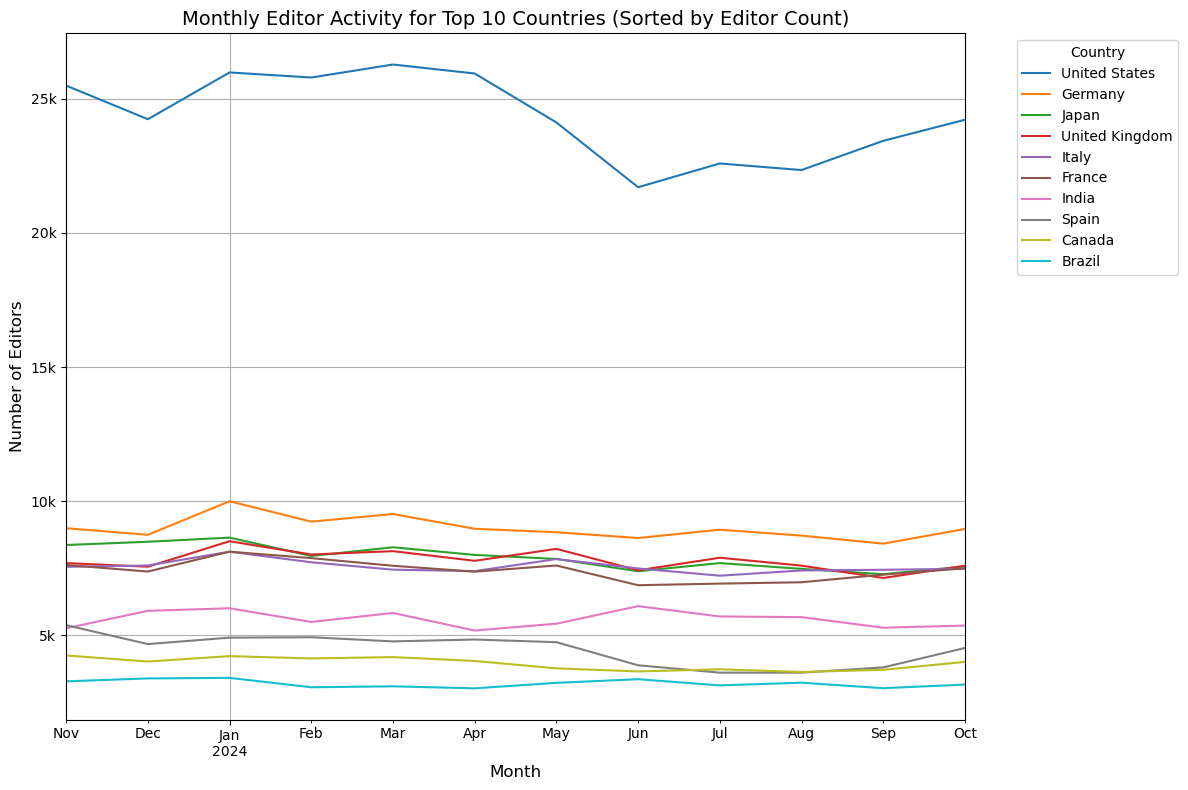 Monthly Editor Activity for Top 10 Countries (Sorted by Editor Count)
Number of Editors
25k
20k
15k
10k
5k
Nov Dec Jan Feb Mar Apr May Jun Jul Aug Sep Oct
2024
Month
Country
United States
Germany
Japan
United Kingdom
Italy
France
India
Spain
Canada
Brazil